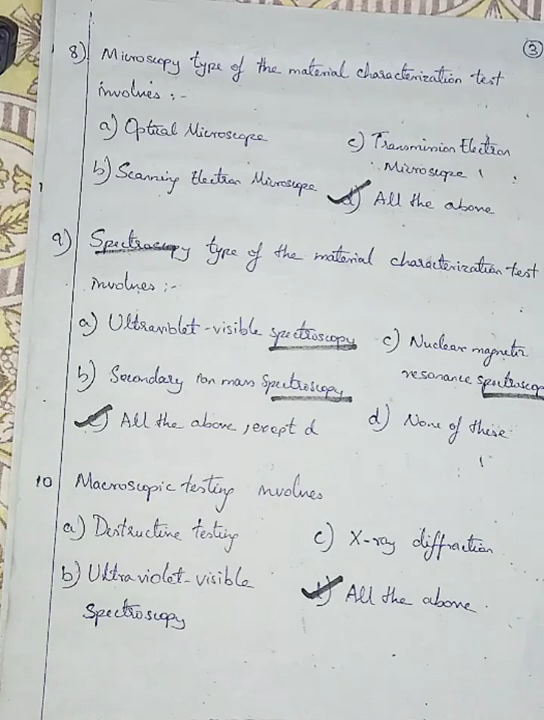 3
8) Microscopy type of the material characterization test
involves :-
a) Optical Microscope
c) Transmission Electron
Microscope
b) Scanning Electron Microscope
d) All the above
9) Spectroscopy type of the material characterization test
involves :-
a) Ultraviolet-visible spectroscopy
c) Nuclear magnetic
resonance spectroscop
b) Secondary ion mass spectroscopy
e) All the above, except d
d) None of these
10 Macroscopic testing involves
a) Destructive testing
c) X-ray diffraction
b) Ultraviolet-visible
Spectroscopy
d) All the above.